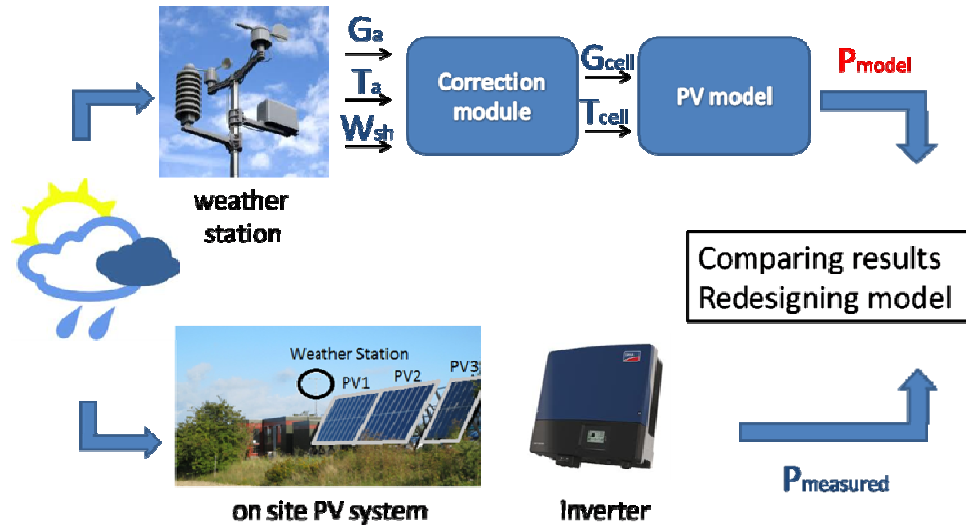 Ga
Ta
Wsh
Correction
module
Gcell
Tcell
PV model
Pmodel
weather
station
Comparing results
Redesigning model
Weather Station
PV1
PV2
PV3
on site PV system
inverter
Pmeasured